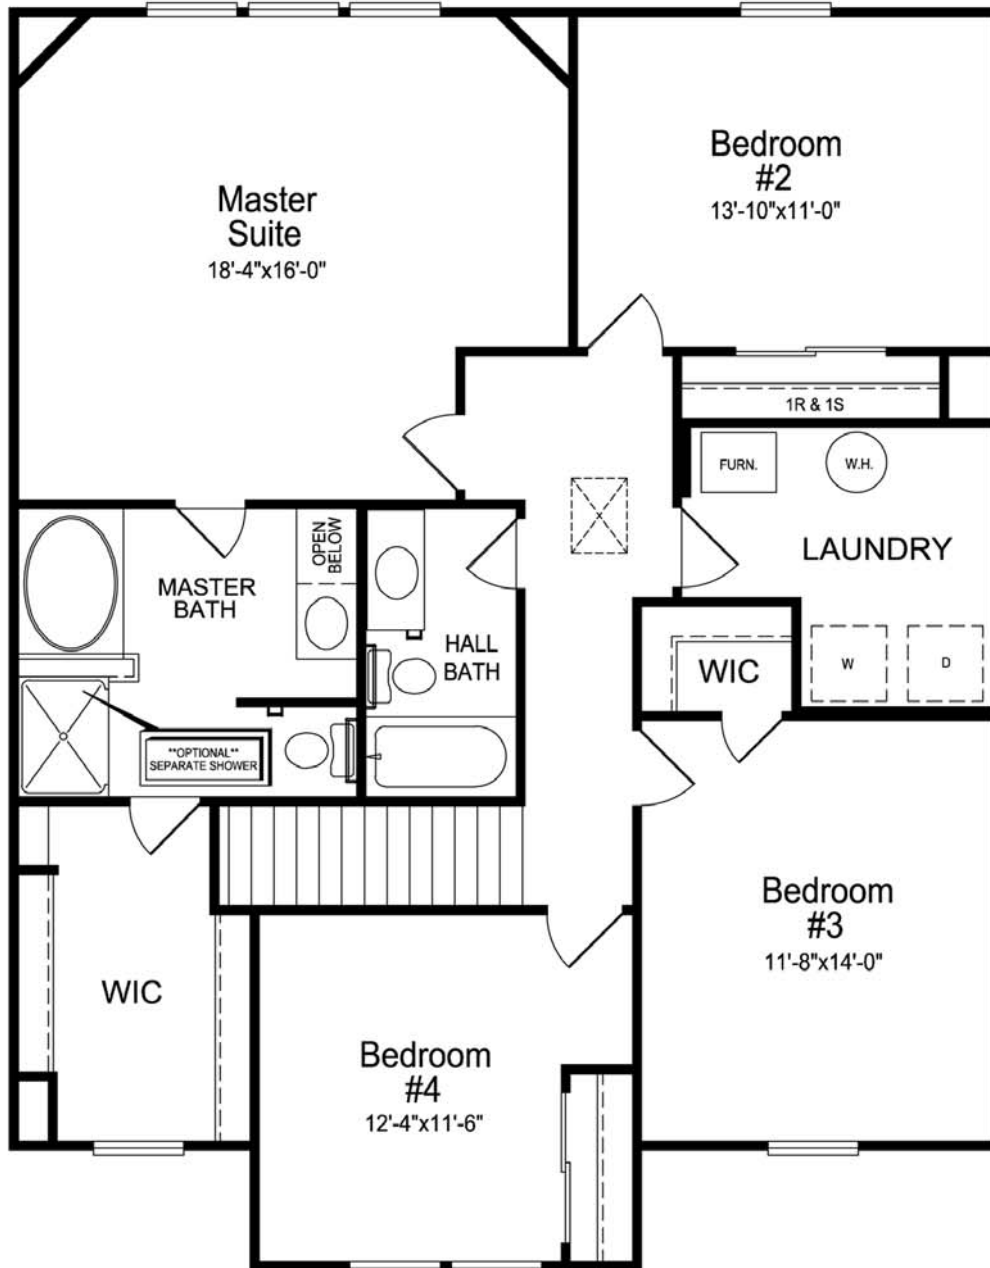 Master
Suite
18'-4"x16'-0"
Bedroom
#2
13'-10"x11'-0"
1R & 1S
FURN.
W.H.
LAUNDRY
OPEN
BELOW
MASTER
BATH
HALL
BATH
WIC
W
D
**OPTIONAL**
SEPARATE SHOWER
WIC
Bedroom
#3
11'-8"x14'-0"
Bedroom
#4
12'-4"x11'-6"